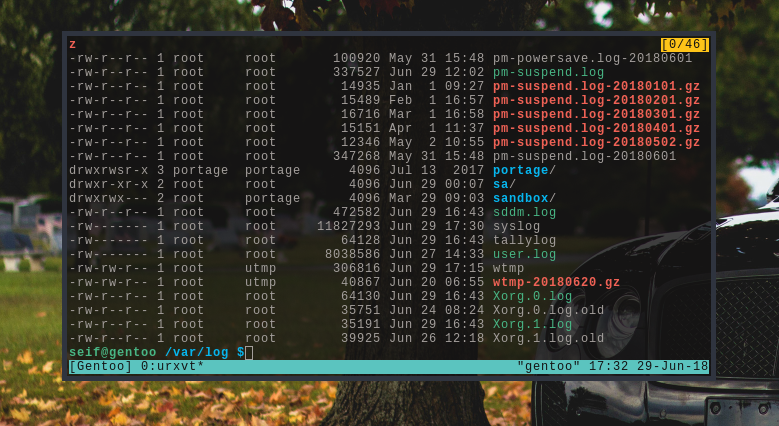 z [0/46]
-rw-r--r-- 1 root     root       100920 May 31 15:48 pm-powersave.log-20180601
-rw-r--r-- 1 root     root       337527 Jun 29 12:02 pm-suspend.log
-rw-r--r-- 1 root     root        14935 Jan  1 09:27 pm-suspend.log-20180101.gz
-rw-r--r-- 1 root     root        15489 Feb  1 16:57 pm-suspend.log-20180201.gz
-rw-r--r-- 1 root     root        16716 Mar  1 16:58 pm-suspend.log-20180301.gz
-rw-r--r-- 1 root     root        15151 Apr  1 11:37 pm-suspend.log-20180401.gz
-rw-r--r-- 1 root     root        12346 May  2 10:55 pm-suspend.log-20180502.gz
-rw-r--r-- 1 root     root       347268 May 31 15:48 pm-suspend.log-20180601
drwxrwsr-x 3 portage  portage      4096 Jul 13  2017 portage/
drwxr-xr-x 2 root     root         4096 Jun 29 00:07 sa/
drwxrwx--- 2 root     portage      4096 Mar 29 09:03 sandbox/
-rw-r--r-- 1 root     root       472582 Jun 29 16:43 sddm.log
-rw------- 1 root     root     11827293 Jun 29 17:30 syslog
-rw------- 1 root     root        64128 Jun 29 16:43 tallylog
-rw------- 1 root     root      8038586 Jun 27 14:33 user.log
-rw-rw-r-- 1 root     utmp       306816 Jun 29 17:15 wtmp
-rw-rw-r-- 1 root     utmp        40867 Jun 20 06:55 wtmp-20180620.gz
-rw-r--r-- 1 root     root        64130 Jun 29 16:43 Xorg.0.log
-rw-r--r-- 1 root     root        35751 Jun 24 08:24 Xorg.0.log.old
-rw-r--r-- 1 root     root        35191 Jun 29 16:43 Xorg.1.log
-rw-r--r-- 1 root     root        39925 Jun 26 12:18 Xorg.1.log.old
seif@gentoo /var/log $
[Gentoo] 0:urxvt* "gentoo" 17:32 29-Jun-18